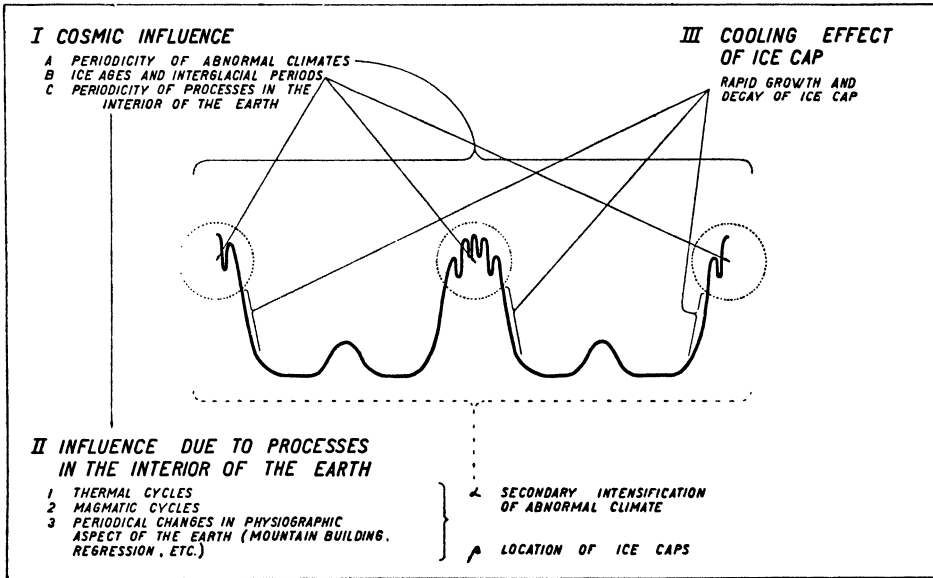 I COSMIC INFLUENCE
A PERIODICITY OF ABNORMAL CLIMATES
B ICE AGES AND INTERGLACIAL PERIODS
C PERIODICITY OF PROCESSES IN THE
INTERIOR OF THE EARTH
III COOLING EFFECT
OF ICE CAP
RAPID GROWTH AND
DECAY OF ICE CAP
II INFLUENCE DUE TO PROCESSES
IN THE INTERIOR OF THE EARTH
1 THERMAL CYCLES
2 MAGMATIC CYCLES
3 PERIODICAL CHANGES IN PHYSIOGRAPHIC
ASPECT OF THE EARTH (MOUNTAIN BUILDING,
REGRESSION, ETC.)
α SECONDARY INTENSIFICATION
OF ABNORMAL CLIMATE
β LOCATION OF ICE CAPS